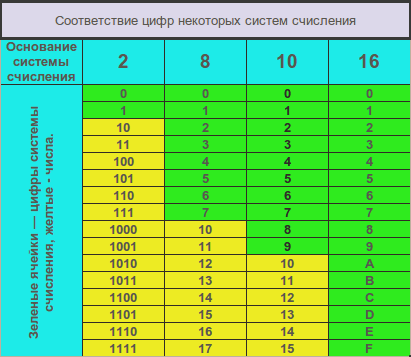 Соответствие цифр некоторых систем счисления
Основание
системы
счисления
2 8 10 16
Зеленые ячейки — цифры системы
счисления, желтые - числа.
0 0 0 0
1 1 1 1
10 2 2 2
11 3 3 3
100 4 4 4
101 5 5 5
110 6 6 6
111 7 7 7
1000 10 8 8
1001 11 9 9
1010 12 10 A
1011 13 11 B
1100 14 12 C
1101 15 13 D
1110 16 14 E
1111 17 15 F